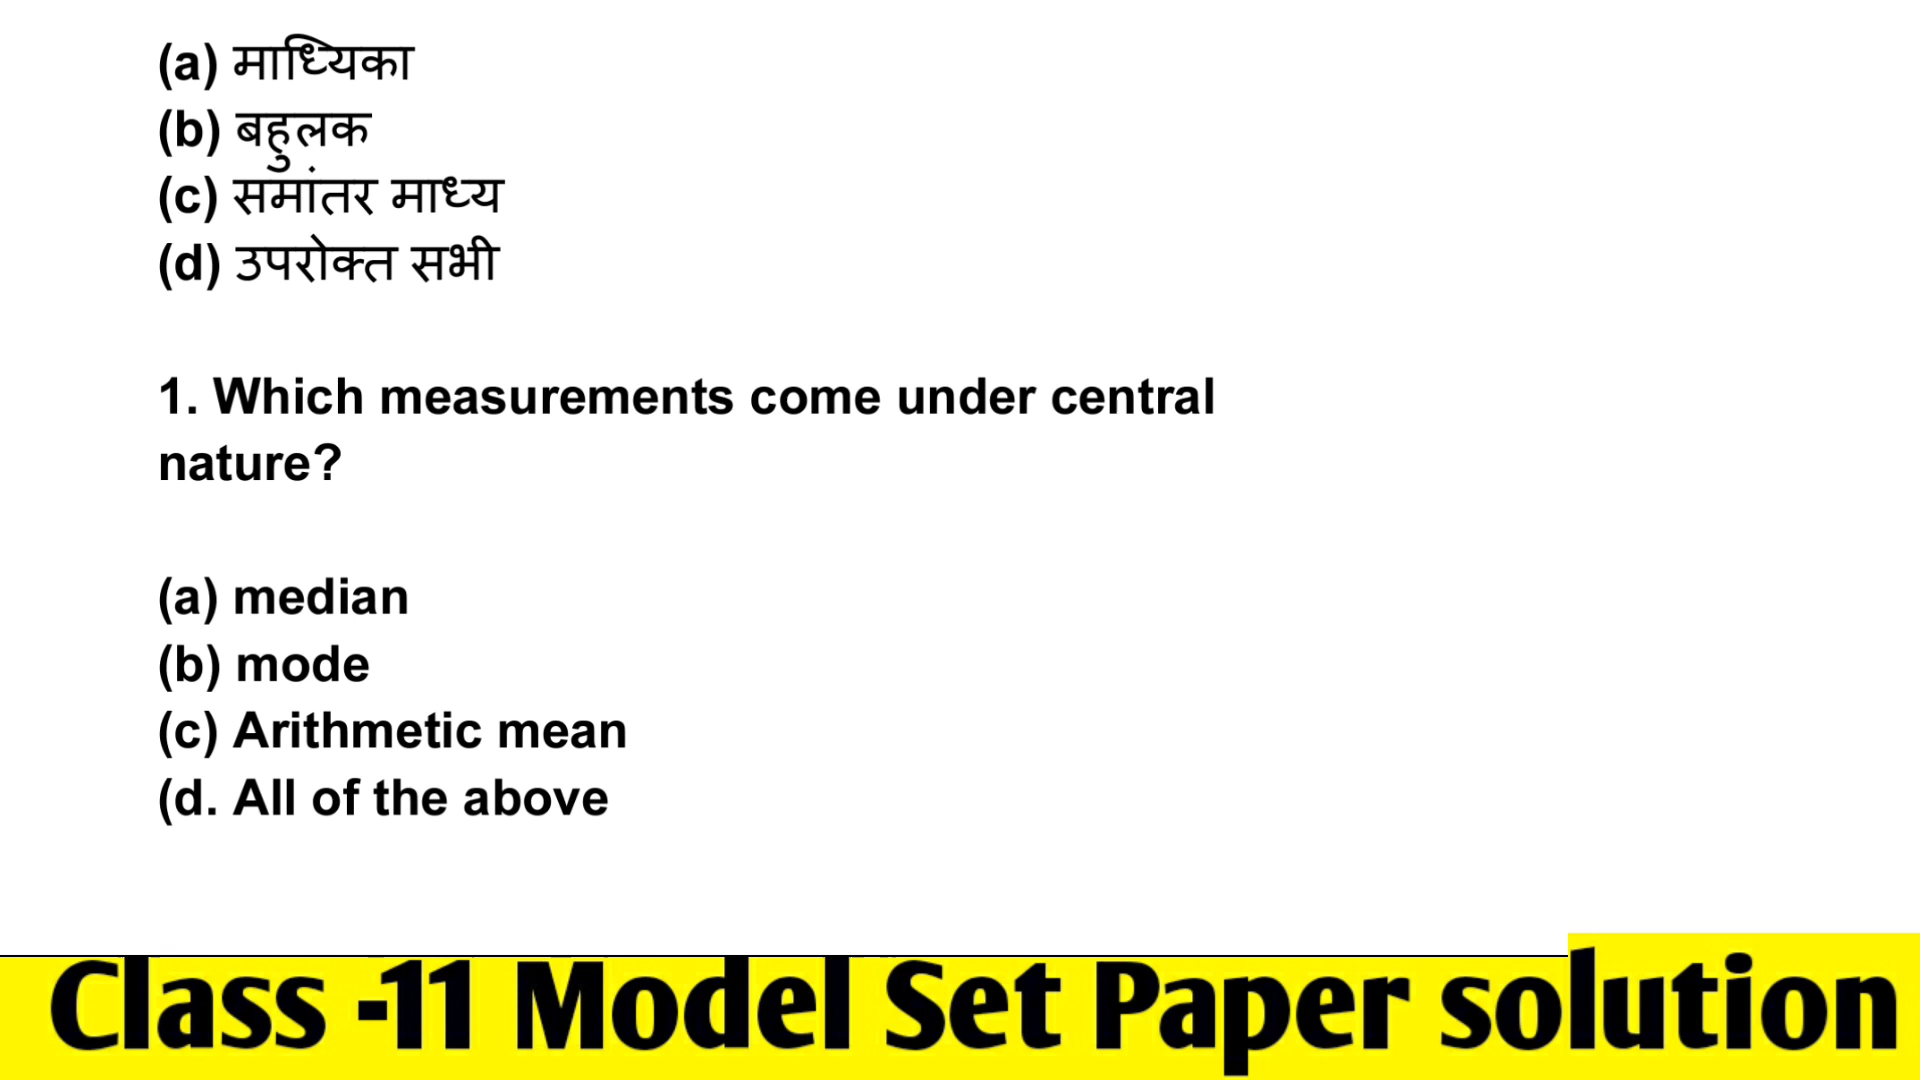 (a) माध्यिका
(b) बहुलक
(c) समांतर माध्य
(d) उपरोक्त सभी
1. Which measurements come under central
nature?
(a) median
(b) mode
(c) Arithmetic mean
(d. All of the above
Class -11 Model Set Paper solution